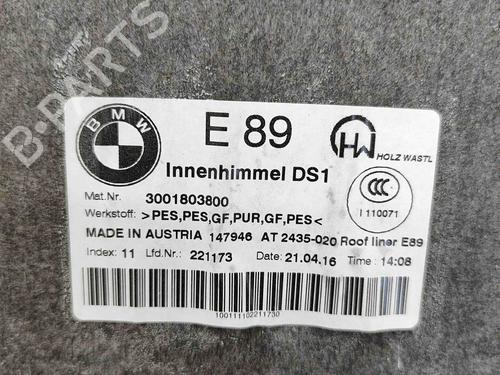 B-PARTS
BMW
E 89
HW
HOLZ WASTL
Innenhimmel DS1
CCC
I 110071
Mat.Nr. 3001803800
Werkstoff: >PES,PES,GF,PUR,GF,PES<
MADE IN AUSTRIA 147946 AT 2435-020 Roof liner E89
Index: 11 Lfd.Nr.: 221173 Date: 21.04.16 Time : 14:08
100111102211730